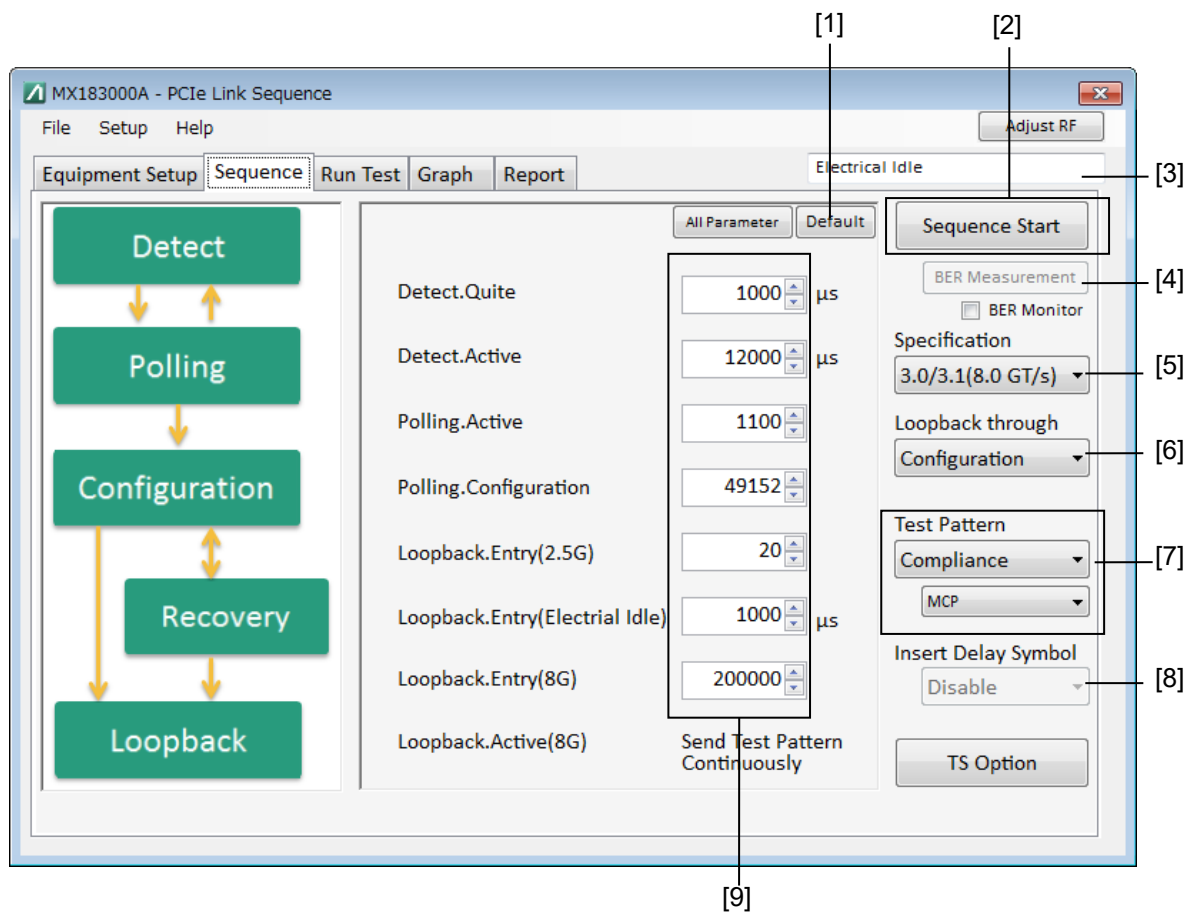 [1]
[2]
MX183000A - PCIe Link Sequence
File Setup Help
Adjust RF
Equipment Setup Sequence Run Test Graph Report
Electrical Idle
[3]
Detect
Polling
Configuration
Recovery
Loopback
All Parameter Default
Detect.Quite 1000 µs
Detect.Active 12000 µs
Polling.Active 1100
Polling.Configuration 49152
Loopback.Entry(2.5G) 20
Loopback.Entry(Electrial Idle) 1000 µs
Loopback.Entry(8G) 200000
Loopback.Active(8G) Send Test Pattern
Continuously
Sequence Start
BER Measurement
[4]
BER Monitor
Specification
3.0/3.1(8.0 GT/s)
[5]
Loopback through
Configuration
[6]
Test Pattern
Compliance
[7]
MCP
Insert Delay Symbol
Disable
[8]
TS Option
[9]